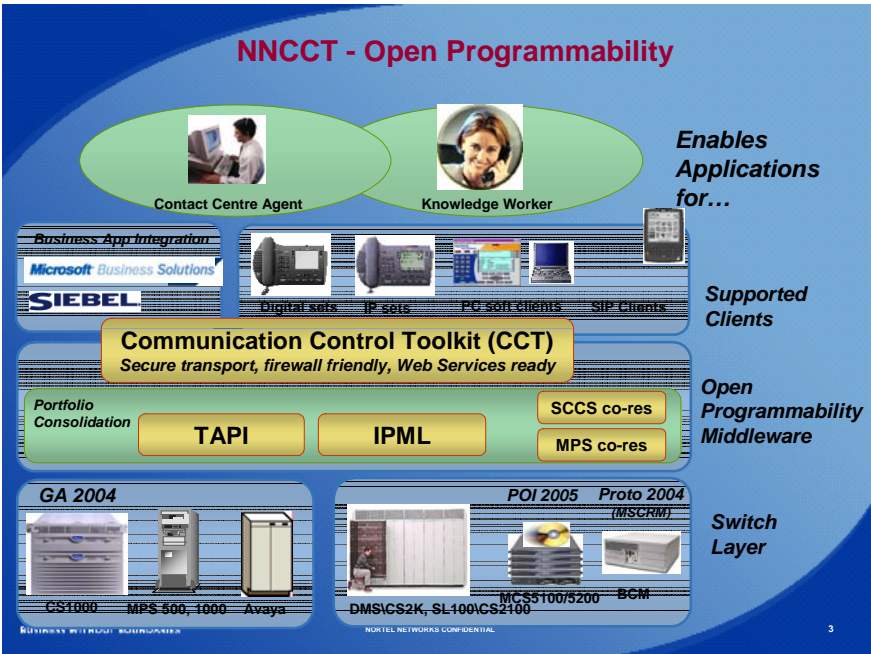 NNCCT - Open Programmability
Enables
Applications
for…
Contact Centre Agent
Knowledge Worker
Business App Integration
Microsoft Business Solutions
SIEBEL
Digital sets
IP sets
PC soft clients
SIP Clients
Supported
Clients
Communication Control Toolkit (CCT)
Secure transport, firewall friendly, Web Services ready
Portfolio
Consolidation
TAPI
IPML
SCCS co-res
MPS co-res
Open
Programmability
Middleware
GA 2004
POI 2005
Proto 2004
(MSCRM)
Switch
Layer
CS1000
MPS 500, 1000
Avaya
DMS\CS2K, SL100\CS2100
MCS5100/5200
BCM
BUSINESS WITHOUT BOUNDARIES
NORTEL NETWORKS CONFIDENTIAL
3